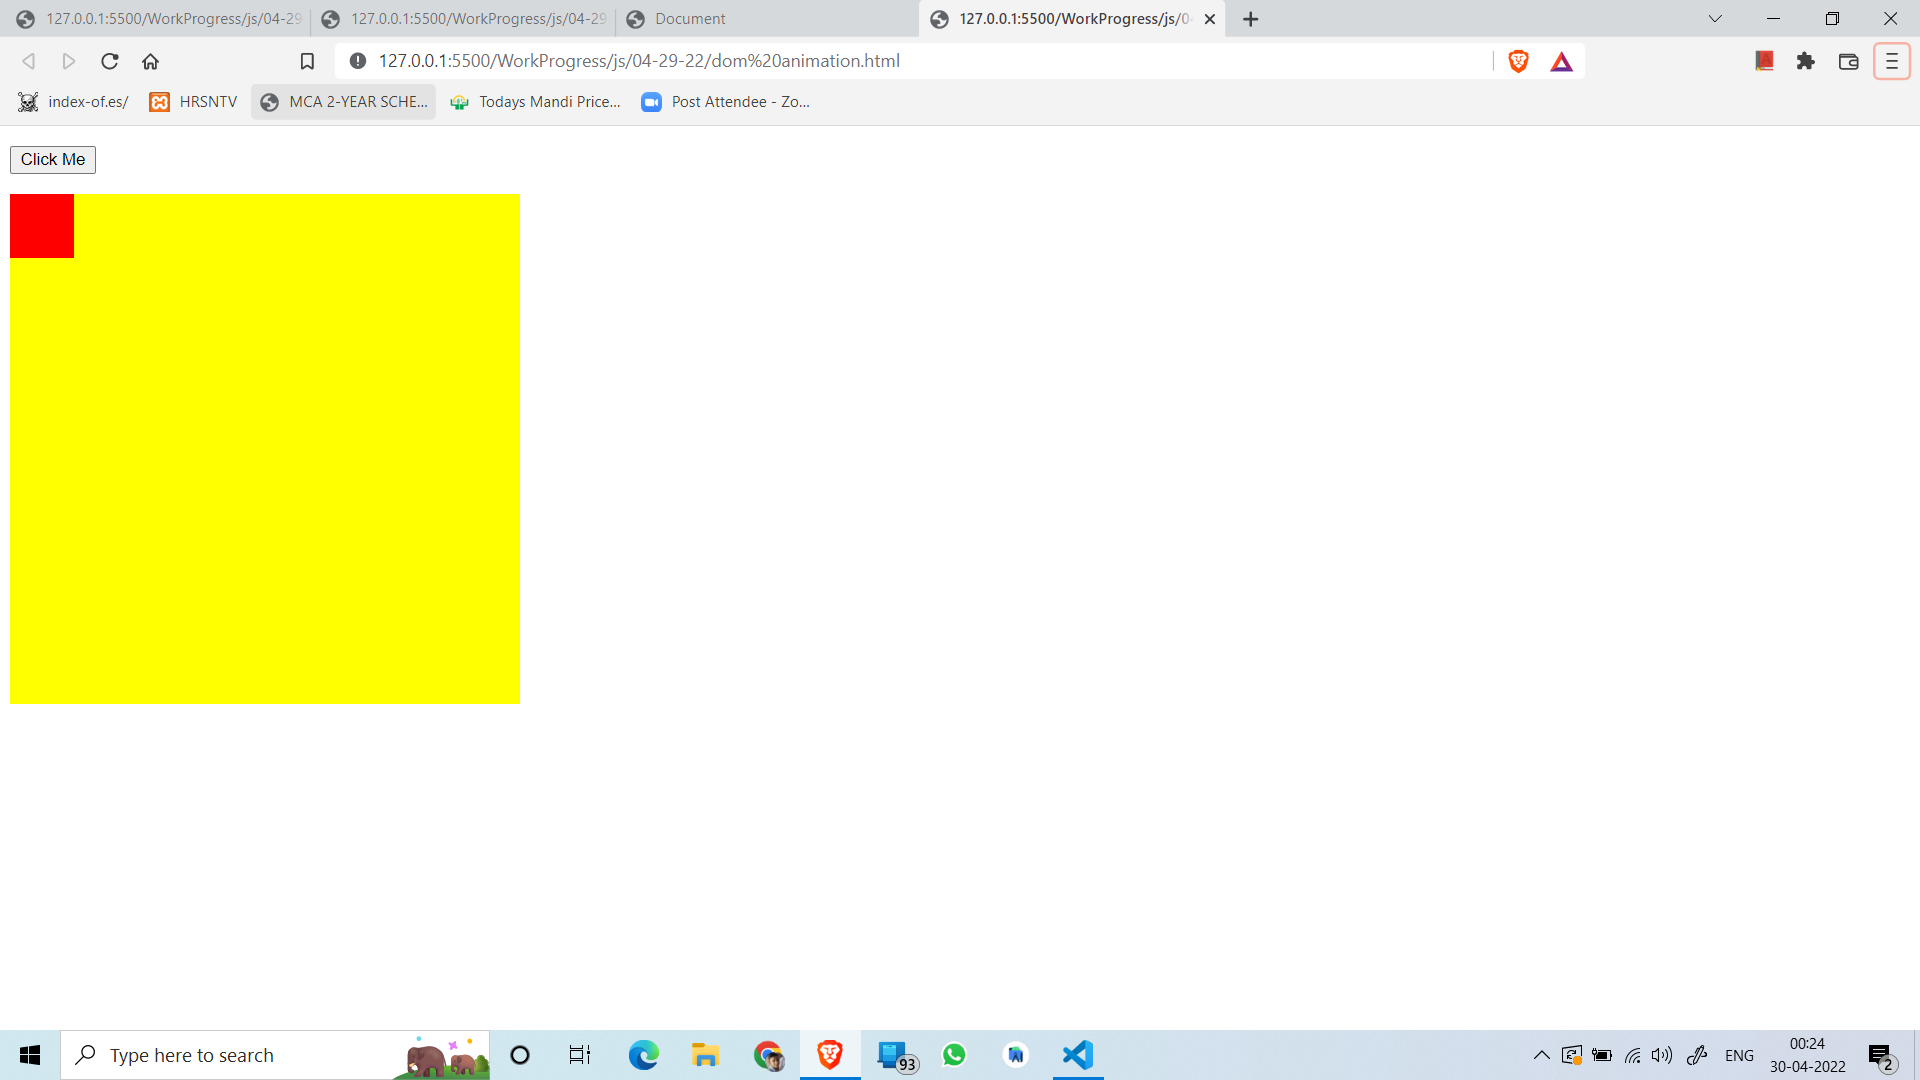 127.0.0.1:5500/WorkProgress/js/04-29
127.0.0.1:5500/WorkProgress/js/04-29
Document
127.0.0.1:5500/WorkProgress/js/0
127.0.0.1:5500/WorkProgress/js/04-29-22/dom%20animation.html
index-of.es/
HRSNTV
MCA 2-YEAR SCHE...
Todays Mandi Price...
Post Attendee - Zo...
Click Me
Type here to search
93
ENG
00:24
30-04-2022
2